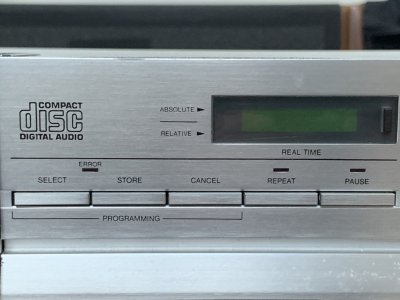 COMPACT
disc
DIGITAL AUDIO
ABSOLUTE
RELATIVE
REAL TIME
ERROR
SELECT STORE CANCEL REPEAT PAUSE
PROGRAMMING